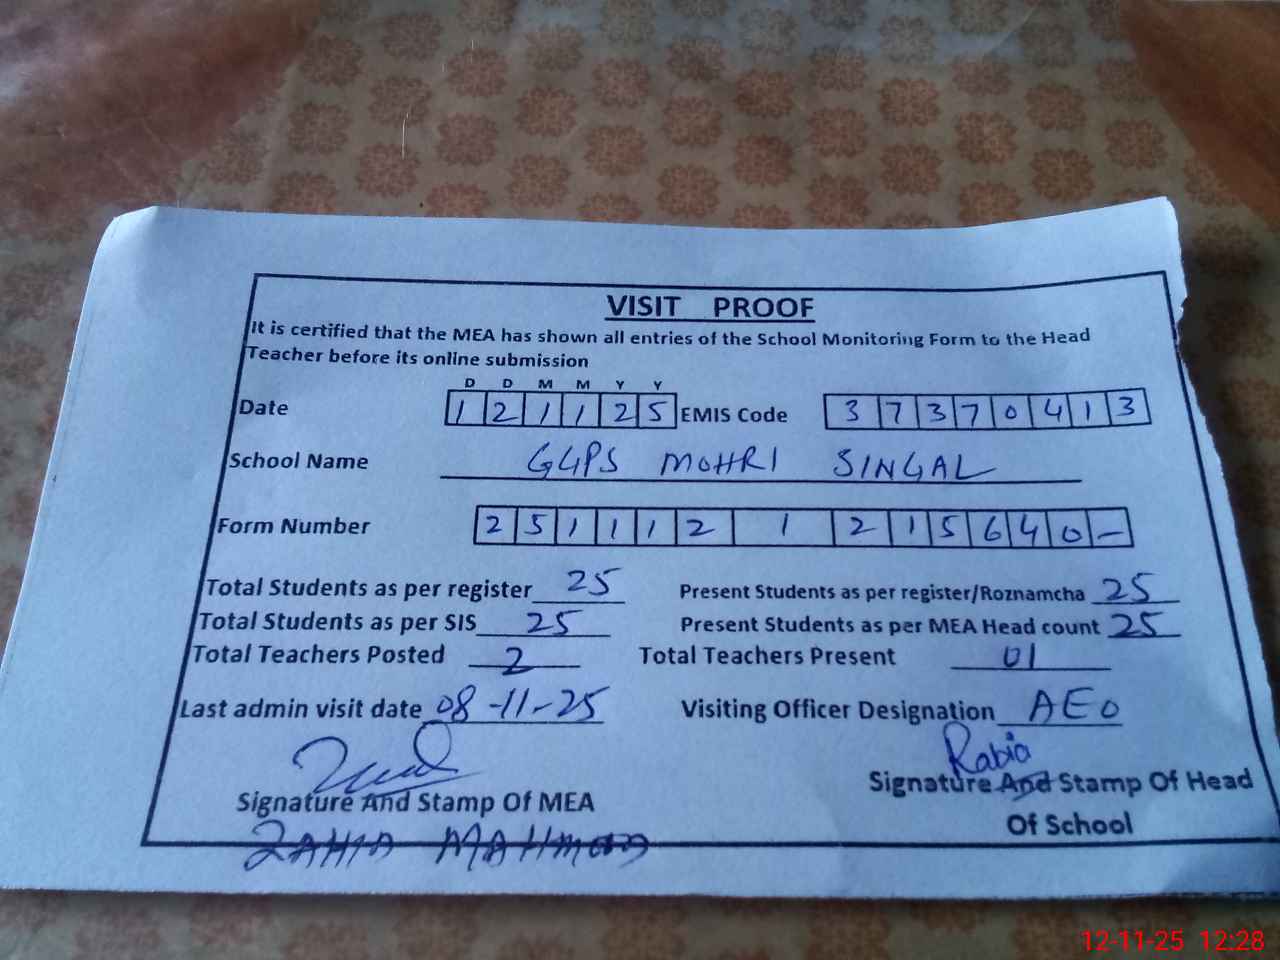 VISIT PROOF
It is certified that the MEA has shown all entries of the School Monitoring Form to the Head
Teacher before its online submission
D D M M Y Y
Date 1 2 1 1 2 5 EMIS Code 3 7 3 7 0 4 1 3
School Name GGPS MOHRI SINGAL
Form Number 2 5 1 1 1 2 1 2 1 5 6 4 0 -
Total Students as per register 25 Present Students as per register/Roznamcha 25
Total Students as per SIS 25 Present Students as per MEA Head count 25
Total Teachers Posted 2 Total Teachers Present 01
Last admin visit date 08-11-25 Visiting Officer Designation AEO
Rabia
Signature And Stamp Of MEA Signature And Stamp Of Head
Of School
ZAHID MAHMOOD
12-11-25 12:28